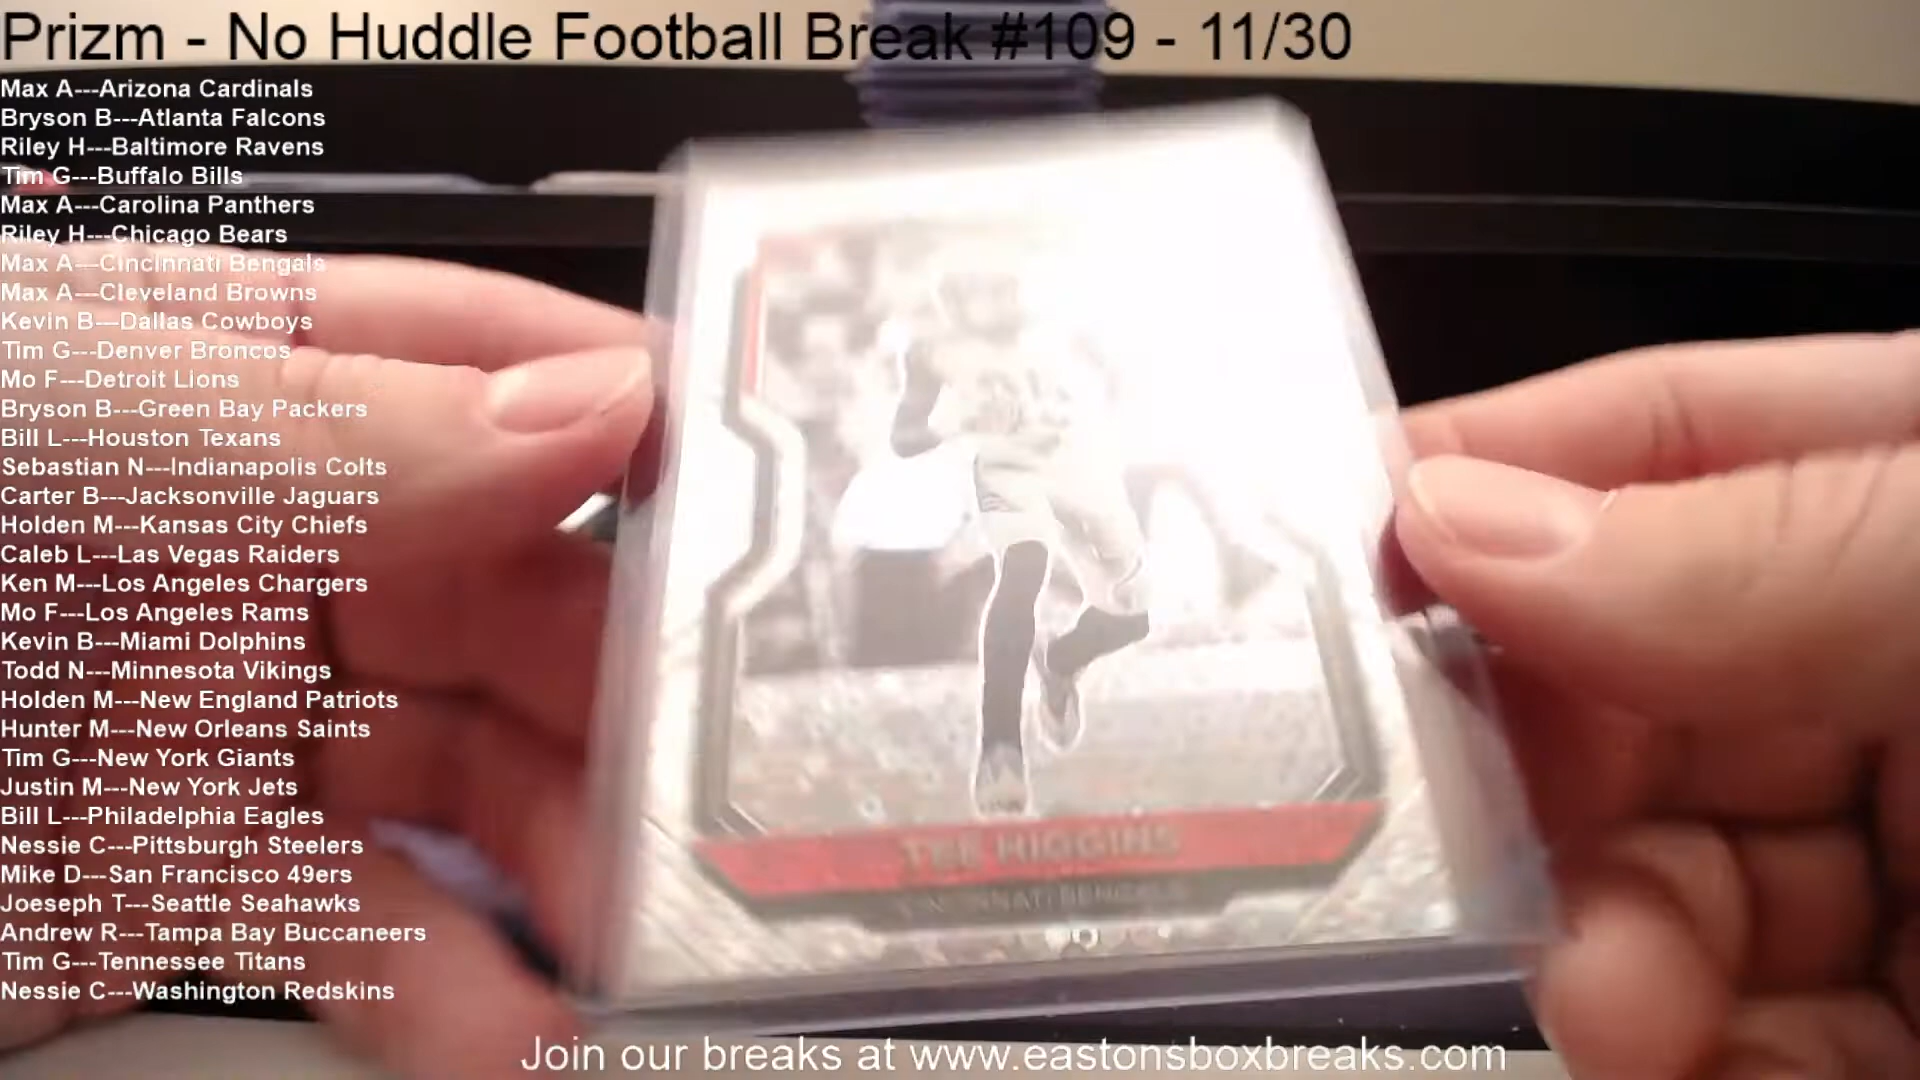 Prizm - No Huddle Football Break #109 - 11/30
Max A---Arizona Cardinals
Bryson B---Atlanta Falcons
Riley H---Baltimore Ravens
Tim G---Buffalo Bills
Max A---Carolina Panthers
Riley H---Chicago Bears
Max A---Cincinnati Bengals
Max A---Cleveland Browns
Kevin B---Dallas Cowboys
Tim G---Denver Broncos
Mo F---Detroit Lions
Bryson B---Green Bay Packers
Bill L---Houston Texans
Sebastian N---Indianapolis Colts
Carter B---Jacksonville Jaguars
Holden M---Kansas City Chiefs
Caleb L---Las Vegas Raiders
Ken M---Los Angeles Chargers
Mo F---Los Angeles Rams
Kevin B---Miami Dolphins
Todd N---Minnesota Vikings
Holden M---New England Patriots
Hunter M---New Orleans Saints
Tim G---New York Giants
Justin M---New York Jets
Bill L---Philadelphia Eagles
Nessie C---Pittsburgh Steelers
Mike D---San Francisco 49ers
Joeseph T---Seattle Seahawks
Andrew R---Tampa Bay Buccaneers
Tim G---Tennessee Titans
Nessie C---Washington Redskins
TEE HIGGINS
CINCINNATI BENGALS
Join our breaks at www.eastonsboxbreaks.com